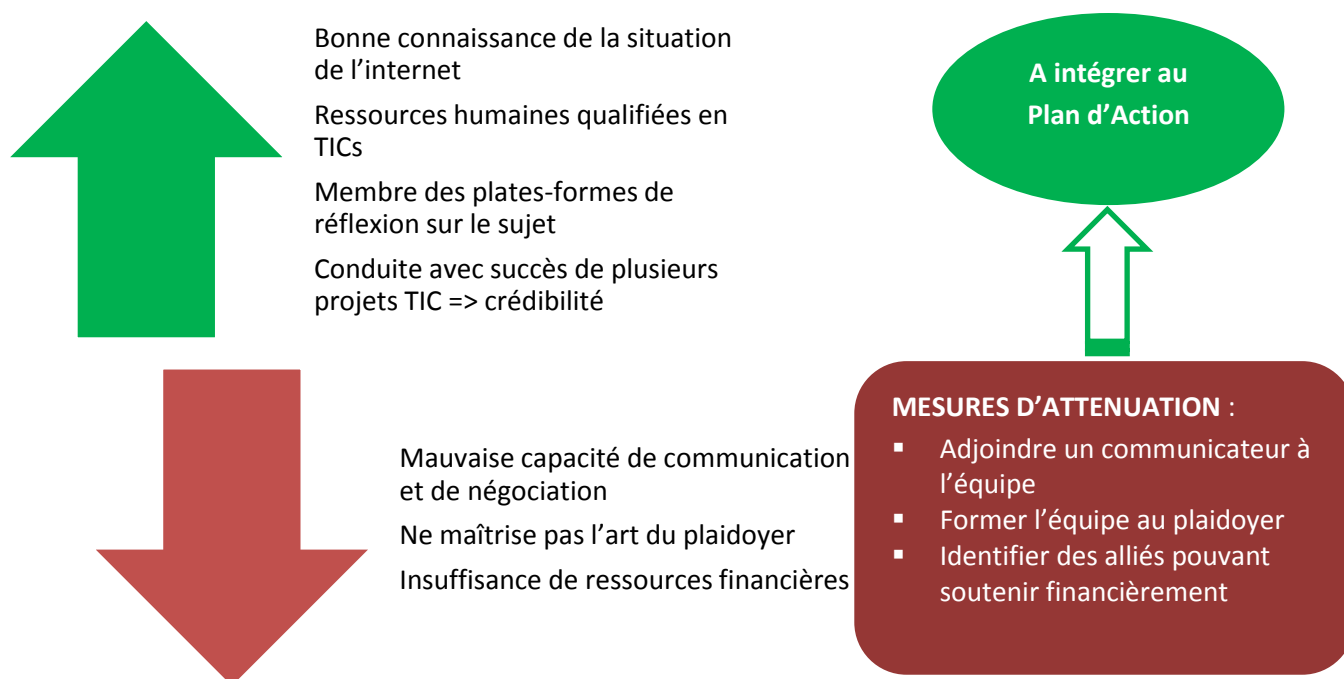 Bonne connaissance de la situation
de l’internet
Ressources humaines qualifiées en
TICs
Membre des plates-formes de
réflexion sur le sujet
Conduite avec succès de plusieurs
projets TIC => crédibilité
A intégrer au
Plan d’Action
Mauvaise capacité de communication
et de négociation
Ne maîtrise pas l’art du plaidoyer
Insuffisance de ressources financières
MESURES D’ATTENUATION :
▪ Adjoindre un communicateur à
l’équipe
▪ Former l’équipe au plaidoyer
▪ Identifier des alliés pouvant
soutenir financièrement